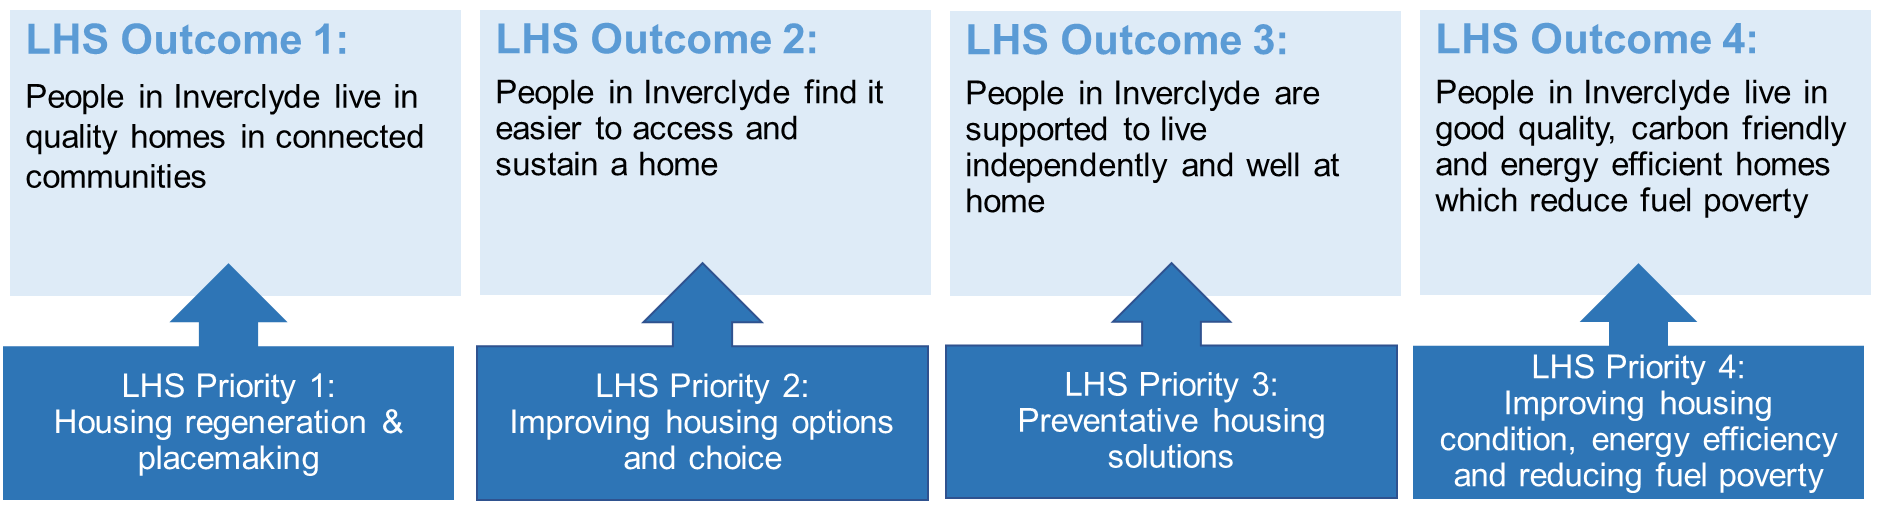 LHS Outcome 1:
People in Inverclyde live in
quality homes in connected
communities
LHS Outcome 2:
People in Inverclyde find it
easier to access and
sustain a home
LHS Outcome 3:
People in Inverclyde are
supported to live
independently and well at
home
LHS Outcome 4:
People in Inverclyde live in
good quality, carbon friendly
and energy efficient homes
which reduce fuel poverty
LHS Priority 1:
Housing regeneration &
placemaking
LHS Priority 2:
Improving housing options
and choice
LHS Priority 3:
Preventative housing
solutions
LHS Priority 4:
Improving housing
condition, energy efficiency
and reducing fuel poverty